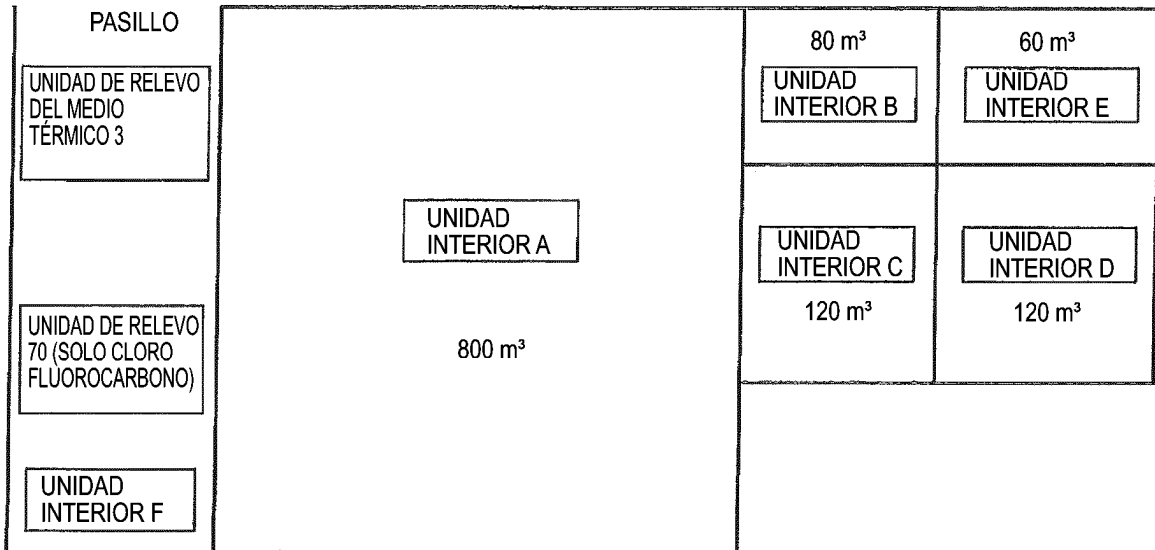 PASILLO
UNIDAD DE RELEVO
DEL MEDIO
TÉRMICO 3
UNIDAD DE RELEVO
70 (SOLO CLORO
FLUOROCARBONO)
UNIDAD
INTERIOR F
UNIDAD
INTERIOR A
800 m³
80 m³
UNIDAD
INTERIOR B
60 m³
UNIDAD
INTERIOR E
UNIDAD
INTERIOR C
120 m³
UNIDAD
INTERIOR D
120 m³